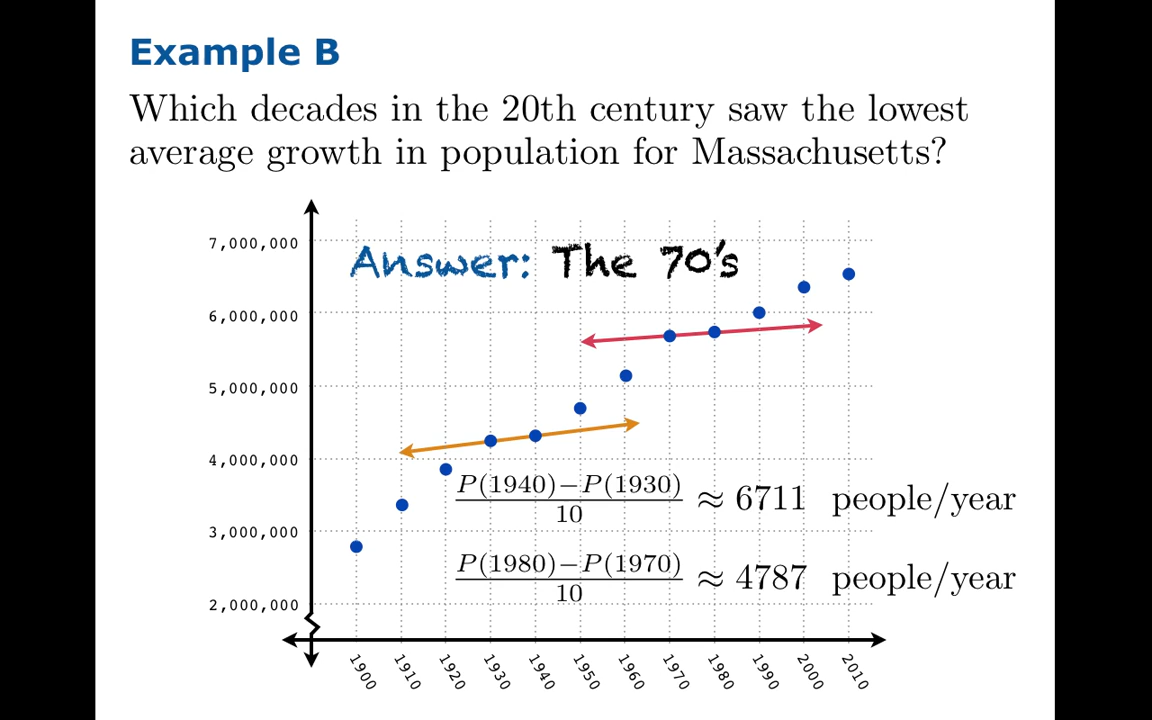 Example B
Which decades in the 20th century saw the lowest
average growth in population for Massachusetts?
7,000,000
Answer: The 70's
6,000,000
5,000,000
4,000,000
P(1940)−P(1930)
10
≈ 6711 people/year
3,000,000
P(1980)−P(1970)
10
≈ 4787 people/year
2,000,000
1900
1910
1920
1930
1940
1950
1960
1970
1980
1990
2000
2010